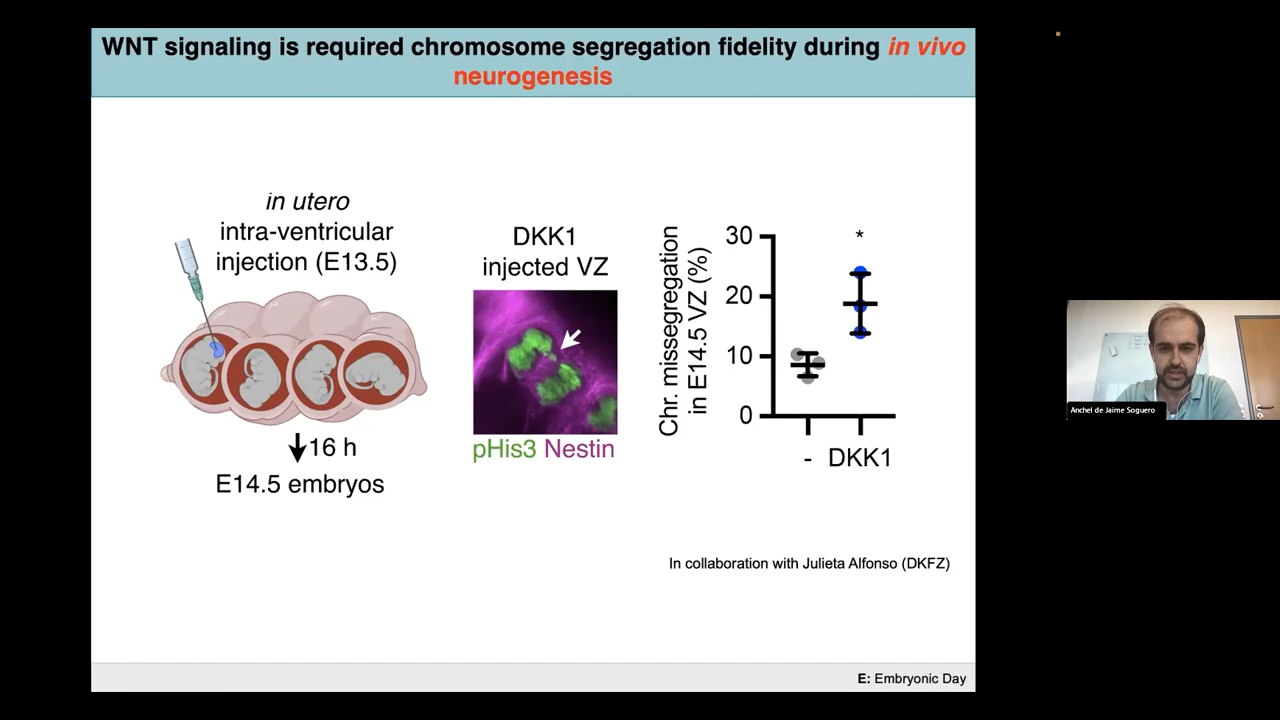 WNT signaling is required chromosome segregation fidelity during in vivo
neurogenesis
in utero
intra-ventricular
injection (E13.5)
16 h
E14.5 embryos
DKK1
injected VZ
pHis3 Nestin
Chr. missegregation
in E14.5 VZ (%)
30
20
10
0
*
- DKK1
In collaboration with Julieta Alfonso (DKFZ)
E: Embryonic Day
Anchel de Jaime Soguero